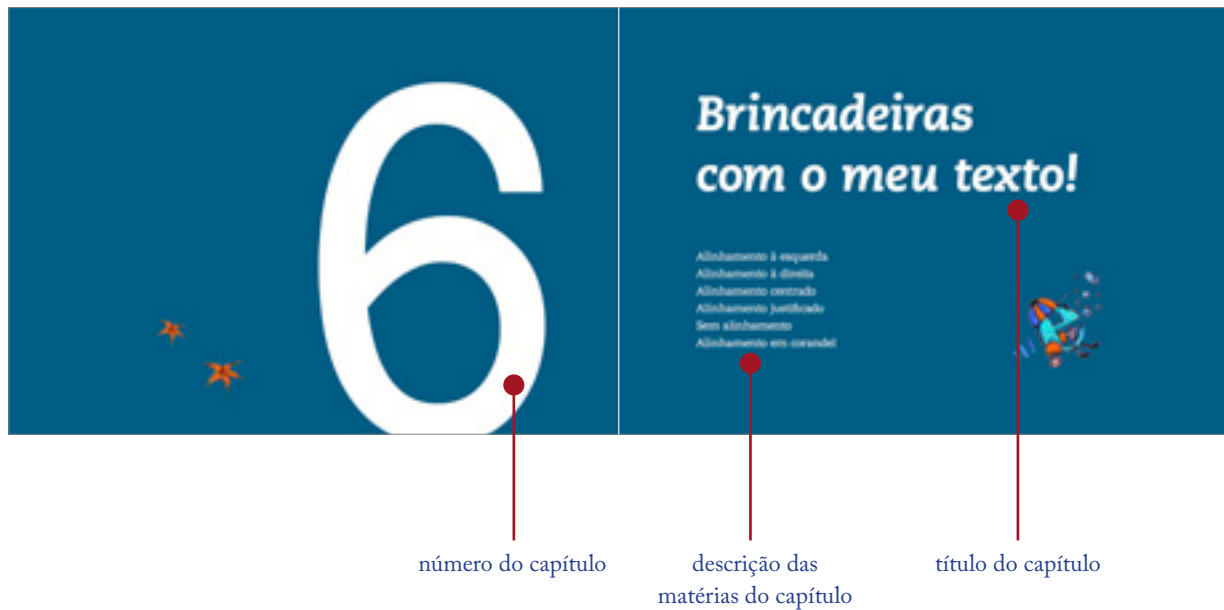 6
Brincadeiras
com o meu texto!
Alinhamento à esquerda
Alinhamento à direita
Alinhamento centrado
Alinhamento justificado
Sem alinhamento
Alinhamento em corandel
número do capítulo
descrição das
matérias do capítulo
título do capítulo